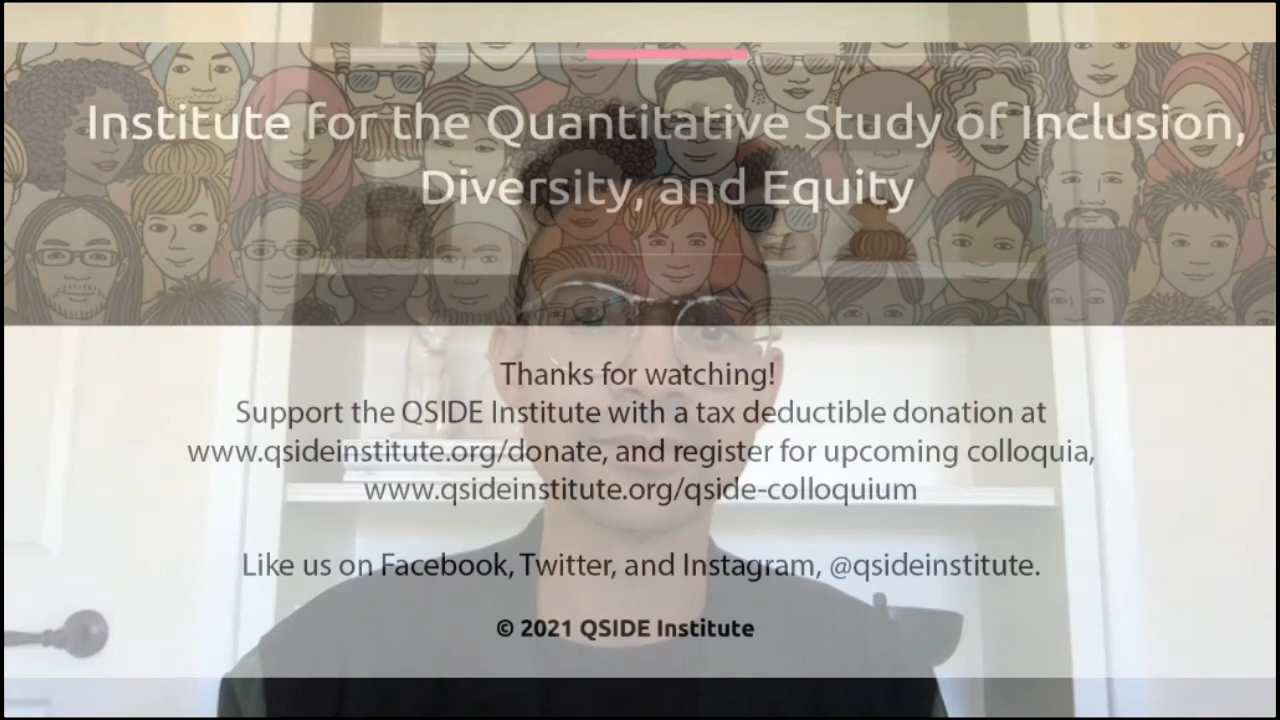 Institute for the Quantitative Study of Inclusion,
Diversity, and Equity
Thanks for watching!
Support the QSIDE Institute with a tax deductible donation at
www.qsideinstitute.org/donate, and register for upcoming colloquia,
www.qsideinstitute.org/qside-colloquium
Like us on Facebook, Twitter, and Instagram, @qsideinstitute.
© 2021 QSIDE Institute